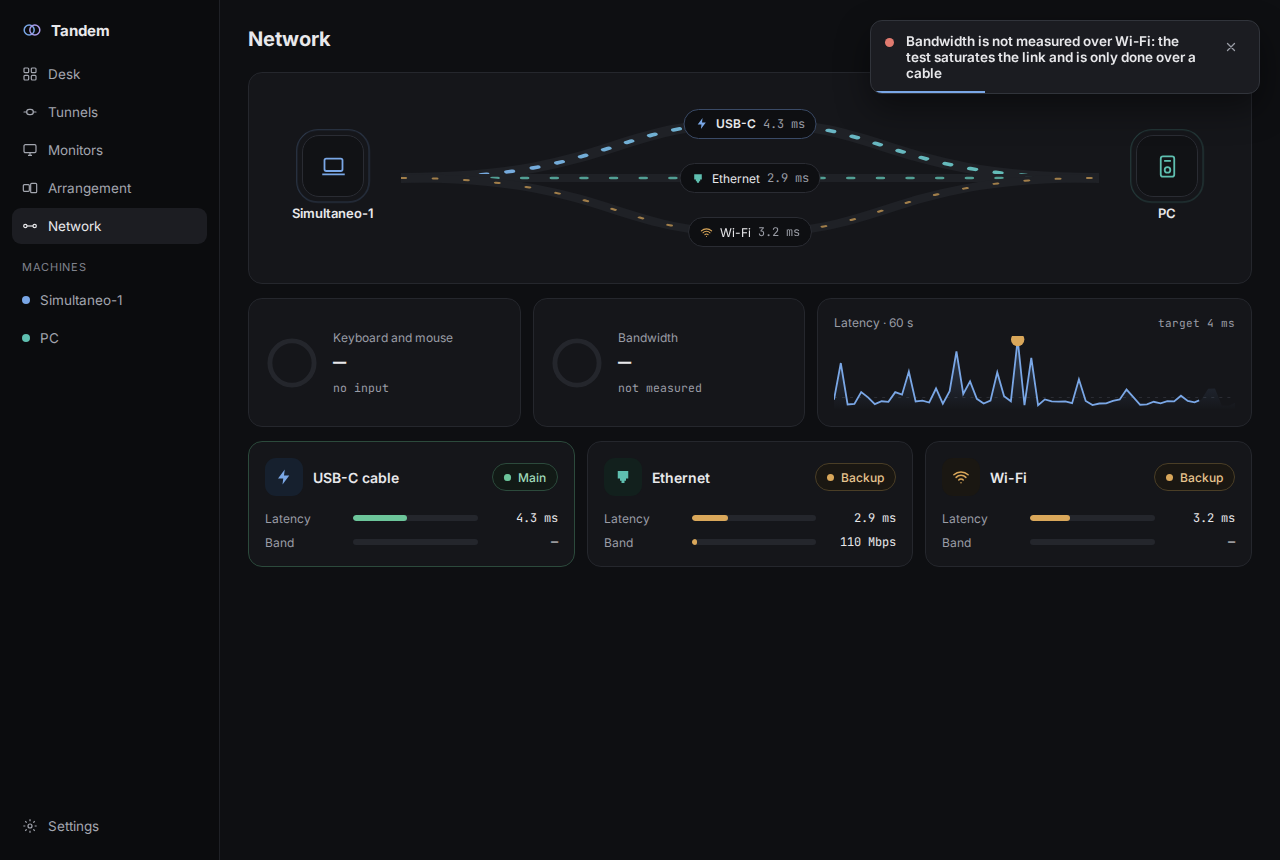 Tandem
Desk
Tunnels
Monitors
Arrangement
Network
MACHINES
Simultaneo-1
PC
Settings
Network
Bandwidth is not measured over Wi-Fi: the
test saturates the link and is only done over a
cable
USB-C 4.3 ms
Ethernet 2.9 ms
Wi-Fi 3.2 ms
Simultaneo-1
PC
Keyboard and mouse
—
no input
Bandwidth
—
not measured
Latency · 60 s
target 4 ms
USB-C cable
Main
Latency 4.3 ms
Band —
Ethernet
Backup
Latency 2.9 ms
Band 110 Mbps
Wi-Fi
Backup
Latency 3.2 ms
Band —